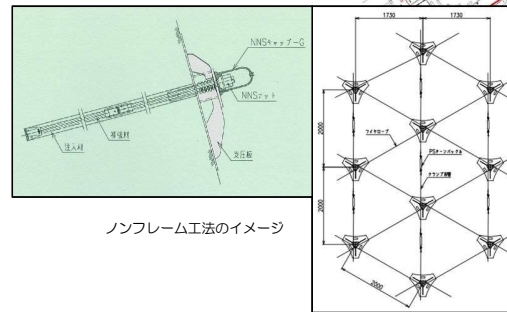 NNSキャップ-G
NNSナット
支圧板
補強材
注入材
ノンフレーム工法のイメージ
1730
1730
2000
ワイヤロープ
PSターンバックル
クランプ金物
2000
2000